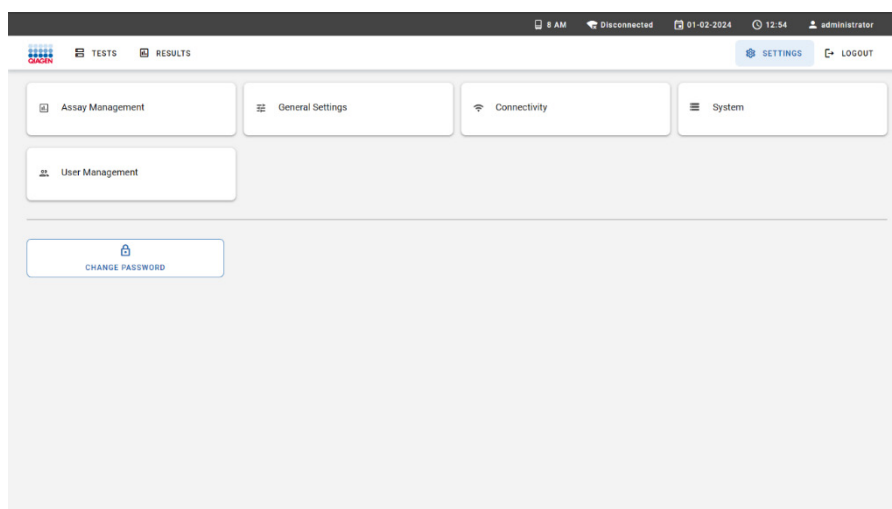 8 AM Disconnected 01-02-2024 12:54 administrator
QIAGEN TESTS RESULTS SETTINGS LOGOUT
Assay Management General Settings Connectivity System
User Management
CHANGE PASSWORD